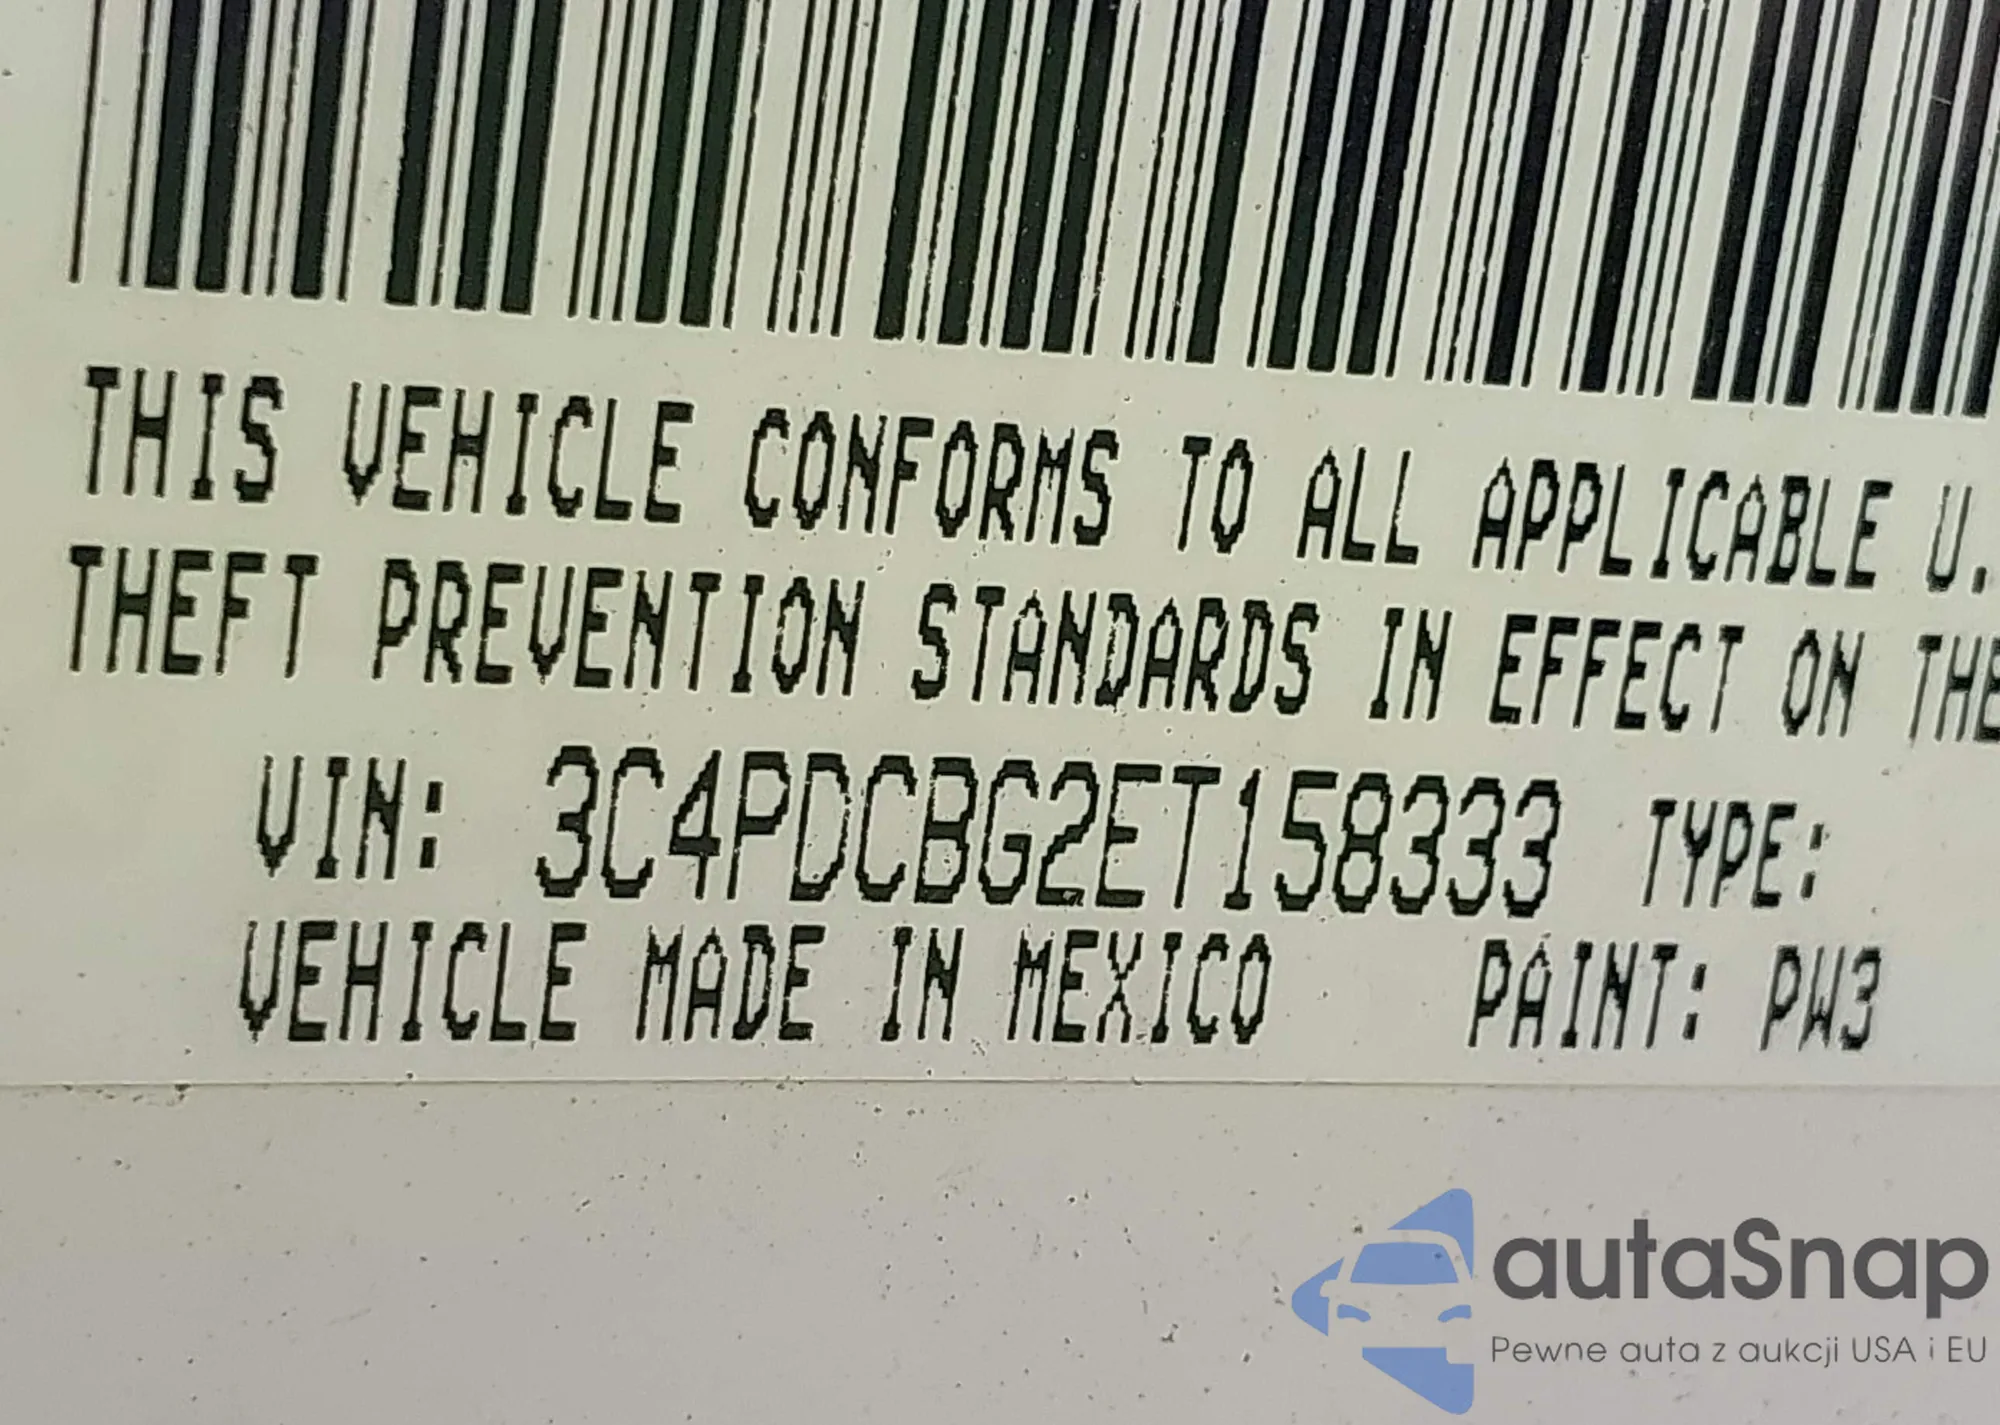 THIS VEHICLE CONFORMS TO ALL APPLICABLE U.
THEFT PREVENTION STANDARDS IN EFFECT ON THE
VIN: 3C4PDCBG2ET158333 TYPE:
VEHICLE MADE IN MEXICO PAINT: PW3
autaSnap
Pewne auta z aukcji USA i EU